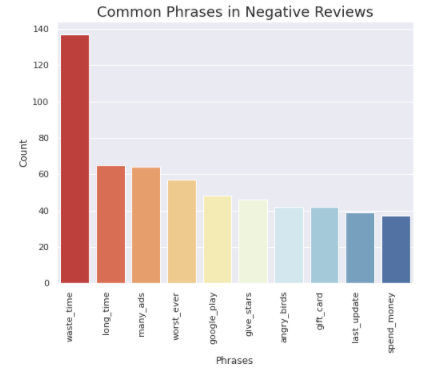 Common Phrases in Negative Reviews
140
120
100
80
60
40
20
0
Count
waste_time
long_time
many_ads
worst_ever
google_play
give_stars
angry_birds
gift_card
last_update
spend_money
Phrases